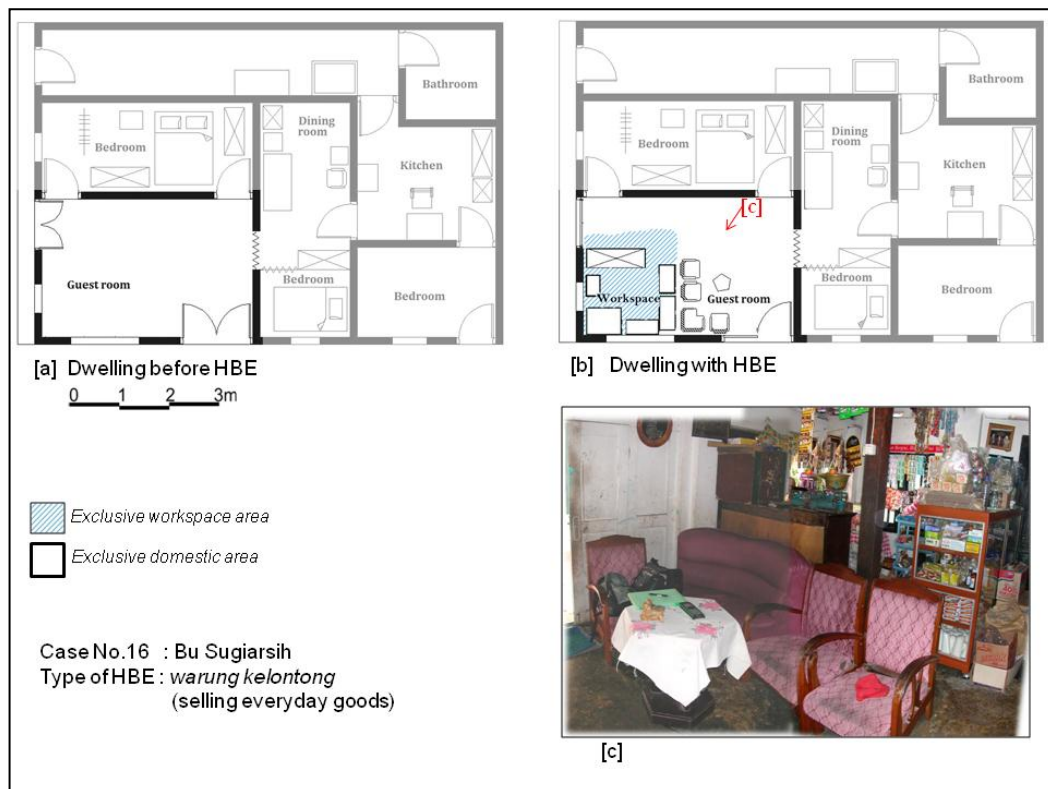 Bathroom
Dining
room
Bedroom
Kitchen
Guest room
Bedroom
Bedroom
[a] Dwelling before HBE
0 1 2 3m
Bathroom
Dining
room
Bedroom
Kitchen
[c]
Workspace
Guest room
Bedroom
Bedroom
[b] Dwelling with HBE
Exclusive workspace area
Exclusive domestic area
Case No.16 : Bu Sugiarsih
Type of HBE : warung kelontong
(selling everyday goods)
[c]